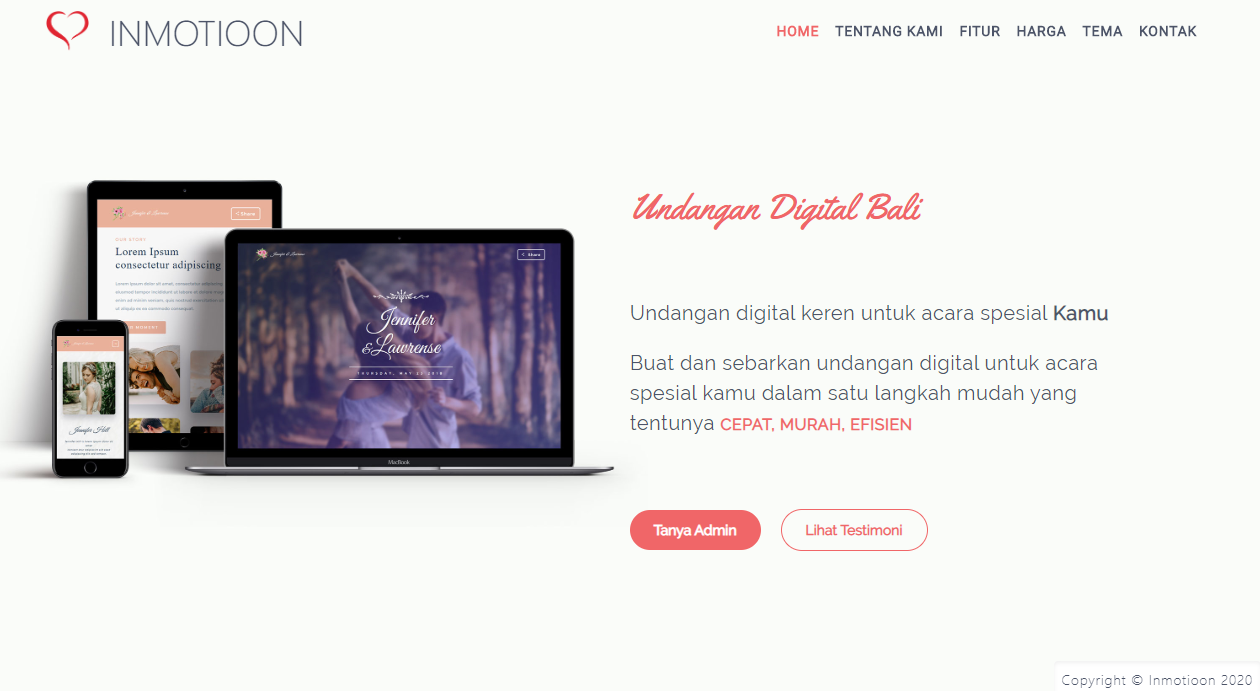 INMOTIOON
HOME TENTANG KAMI FITUR HARGA TEMA KONTAK
Undangan Digital Bali
Undangan digital keren untuk acara spesial Kamu
Buat dan sebarkan undangan digital untuk acara
spesial kamu dalam satu langkah mudah yang
tentunya CEPAT, MURAH, EFISIEN
Tanya Admin
Lihat Testimoni
Share
OUR STORY
Lorem Ipsum
consectetur adipiscing
Share
Jennifer
&Lawrense
THURSDAY, MAY
MacBook
Jennifer Hill
Copyright © Inmotioon 2020